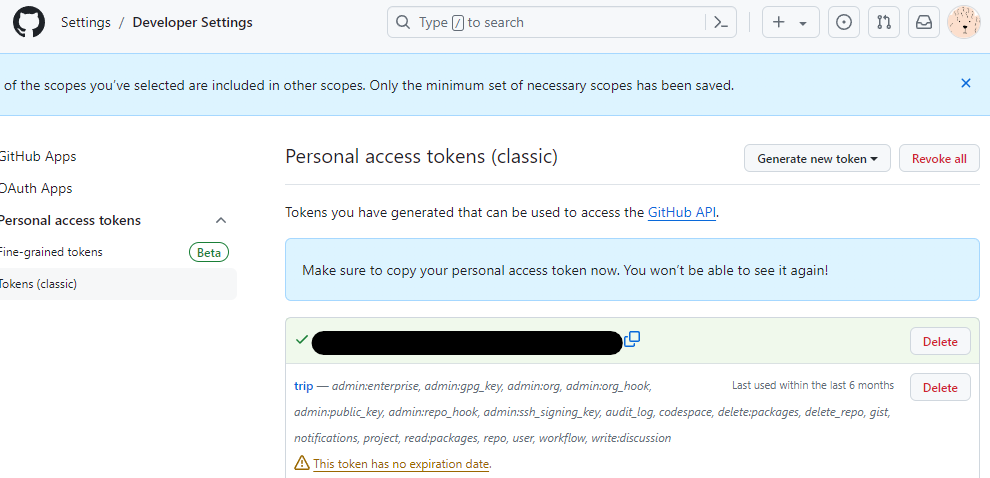 Settings / Developer Settings
Type / to search
of the scopes you've selected are included in other scopes. Only the minimum set of necessary scopes has been saved.
GitHub Apps
OAuth Apps
Personal access tokens
Fine-grained tokens Beta
Tokens (classic)
Personal access tokens (classic)
Generate new token
Revoke all
Tokens you have generated that can be used to access the GitHub API.
Make sure to copy your personal access token now. You won't be able to see it again!
Delete
trip — admin:enterprise, admin:gpg_key, admin:org, admin:org_hook,
admin:public_key, admin:repo_hook, admin:ssh_signing_key, audit_log, codespace, delete:packages, delete_repo, gist,
notifications, project, read:packages, repo, user, workflow, write:discussion
Last used within the last 6 months
Delete
This token has no expiration date.